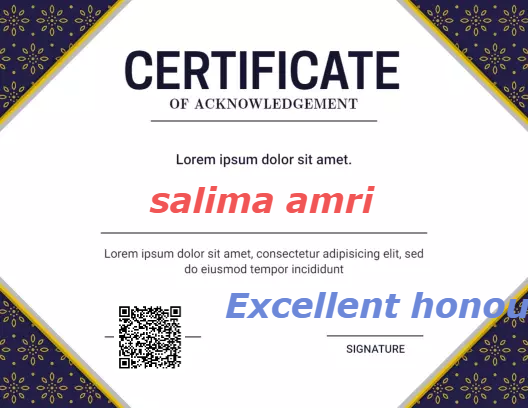 CERTIFICATE
OF ACKNOWLEDGEMENT
Lorem ipsum dolor sit amet.
salima amri
Lorem ipsum dolor sit amet, consectetur adipisicing elit, sed
do eiusmod tempor incididunt
Excellent honou
SIGNATURE